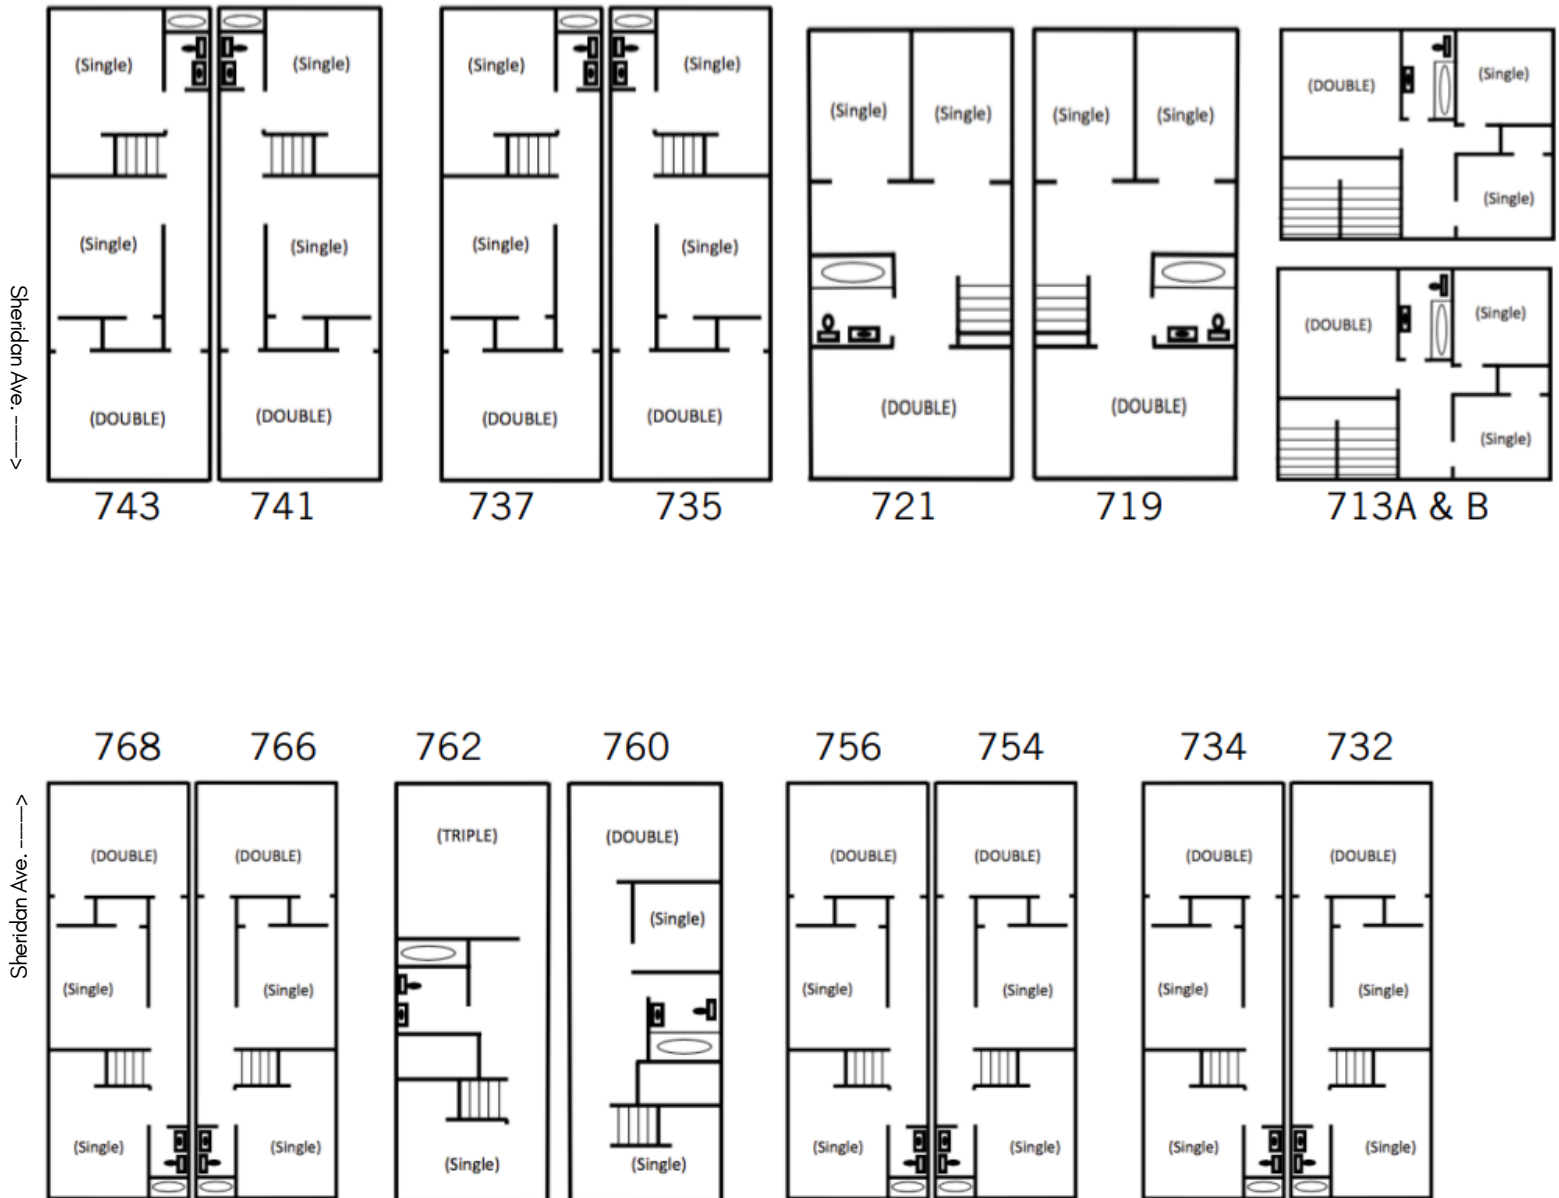 (Single) (Single) (Single) (Single)
(Single) (Single) (Single) (Single)
(DOUBLE) (Single) (Single)
(Single) (Single) (Single) (Single)
(DOUBLE) (Single)
(DOUBLE) (DOUBLE) (DOUBLE) (DOUBLE) (DOUBLE) (DOUBLE) (Single)
Sheridan Ave. ----->
743 741 737 735 721 719 713A & B
768 766 762 760 756 754 734 732
(TRIPLE) (DOUBLE)
(DOUBLE) (DOUBLE) (DOUBLE) (DOUBLE) (DOUBLE) (DOUBLE)
(Single)
(Single) (Single) (Single) (Single) (Single) (Single)
(Single) (Single) (Single) (Single) (Single) (Single)
(Single) (Single)
Sheridan Ave. ----->